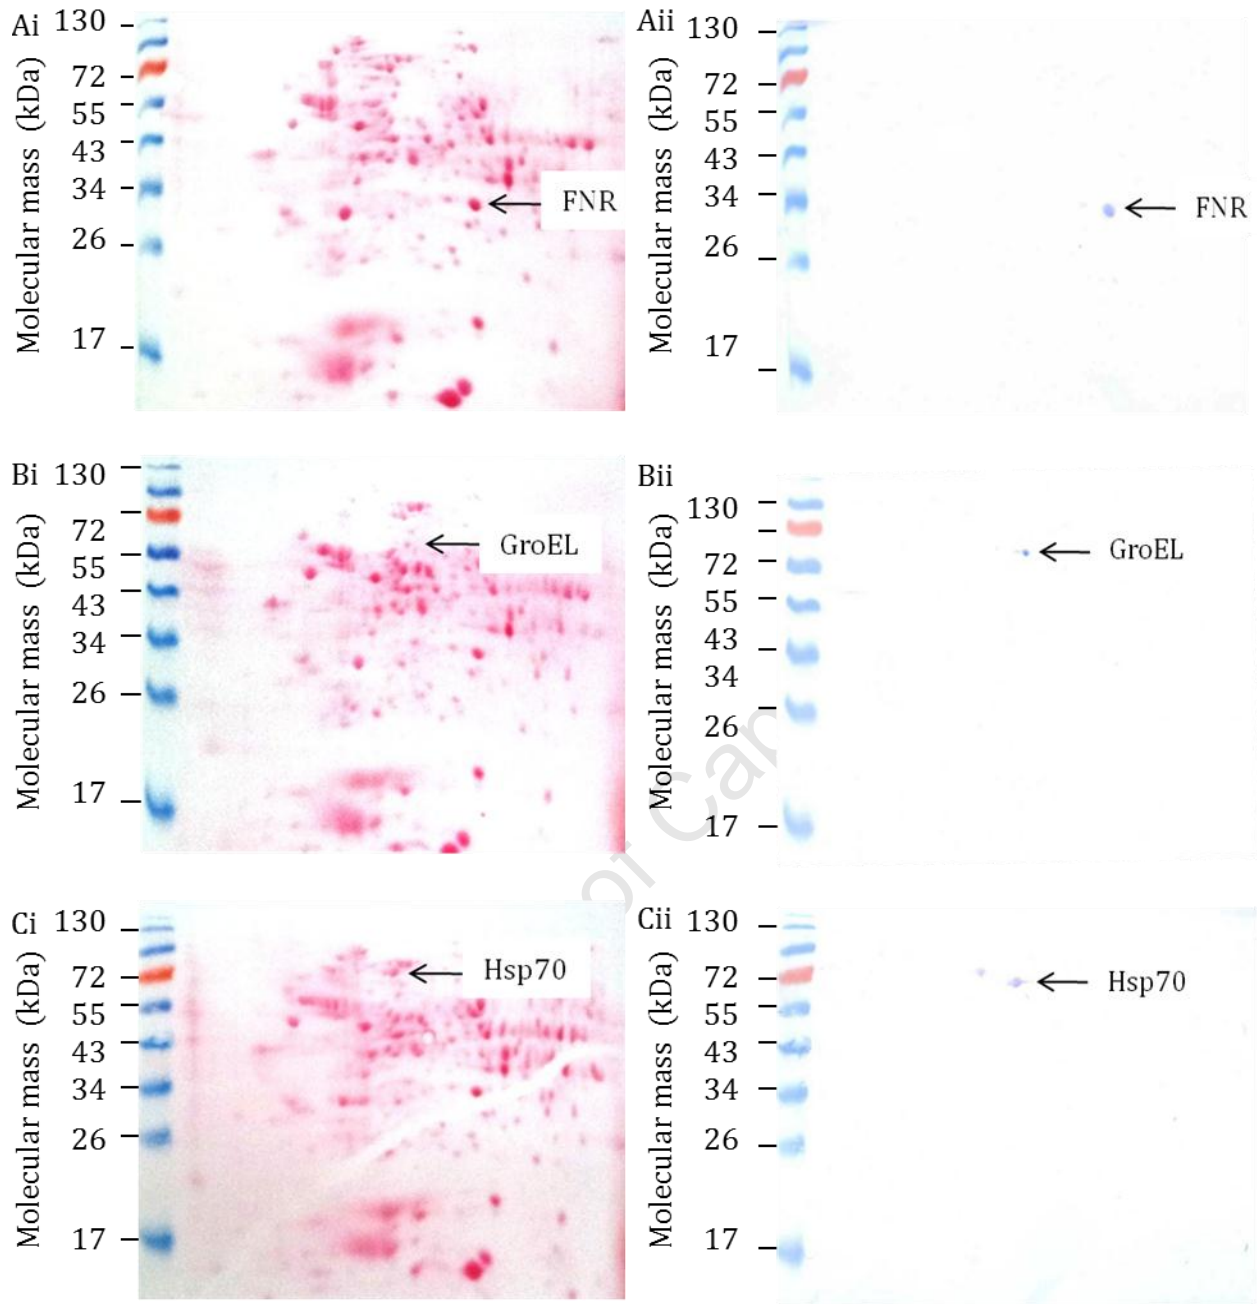 Ai
130
72
55
43
34
26
17
Molecular mass (kDa)
FNR
Aii
130
72
55
43
34
26
17
Molecular mass (kDa)
FNR
Bi
130
72
55
43
34
26
17
Molecular mass (kDa)
GroEL
Bii
130
72
55
43
34
26
17
Molecular mass (kDa)
GroEL
of Cap
Ci
130
72
55
43
34
26
17
Molecular mass (kDa)
Hsp70
Cii
130
72
55
43
34
26
17
Molecular mass (kDa)
Hsp70